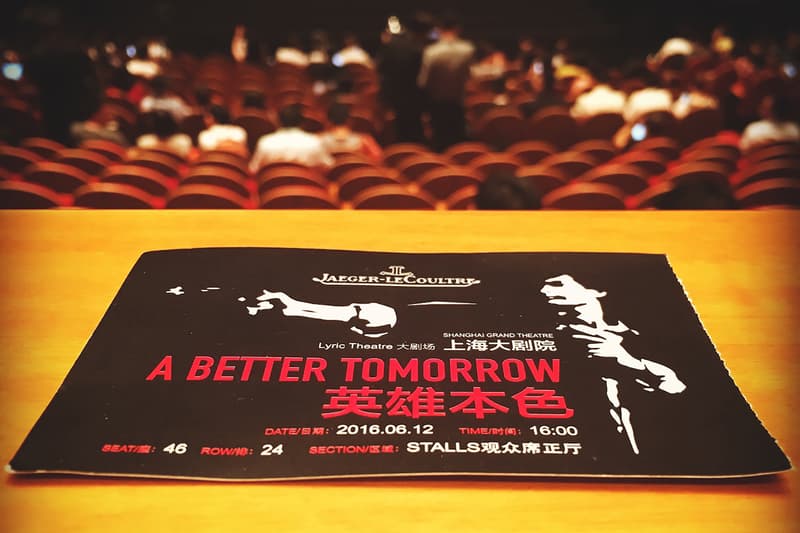 JAEGER-LECOULTRE
SHANGHAI GRAND THEATRE
Lyric Theatre 大剧场 上海大剧院
A BETTER TOMORROW
英雄本色
DATE/日期: 2016.06.12 TIME/时间: 16:00
SEAT/座: 46 ROW/排: 24 SECTION/区域: STALLS观众席正厅